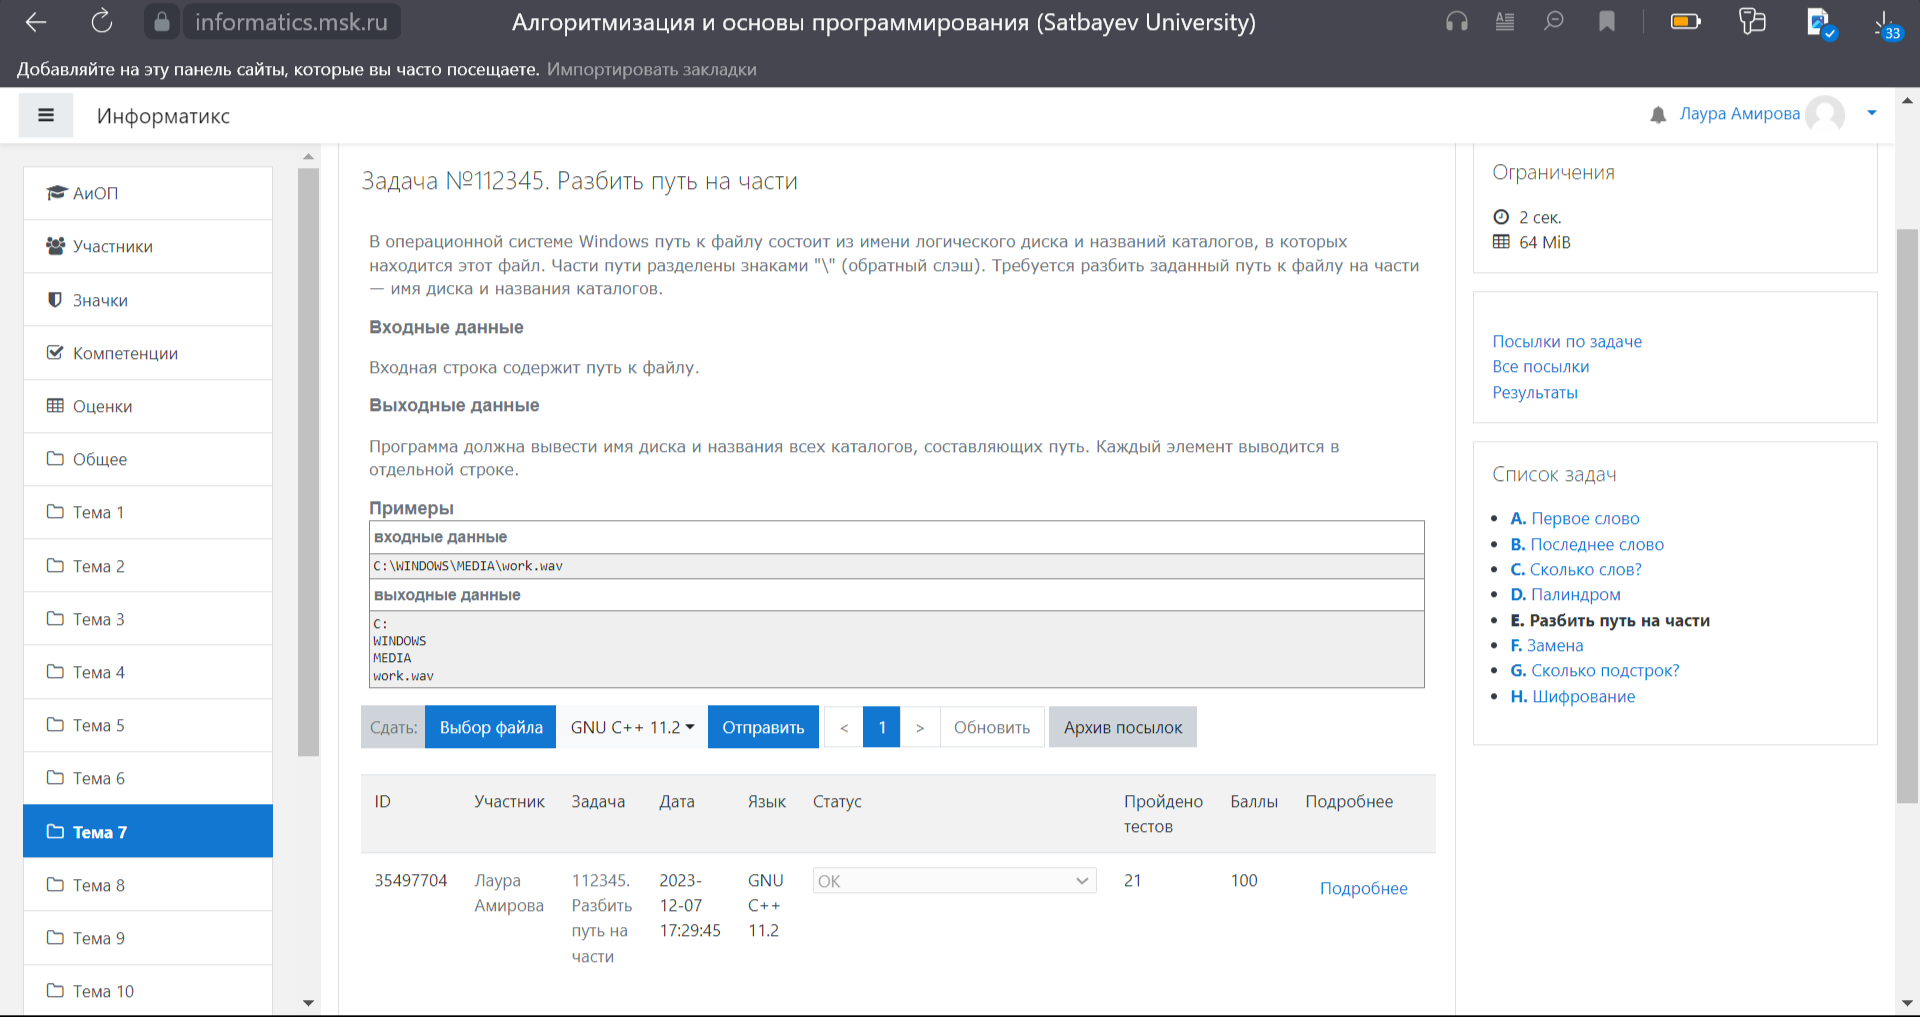 informatics.msk.ru
Алгоритмизация и основы программирования (Satbayev University)
33
Добавляйте на эту панель сайты, которые вы часто посещаете. Импортировать закладки
Информатикс
Лаура Амирова
АиОП
Участники
Значки
Компетенции
Оценки
Общее
Тема 1
Тема 2
Тема 3
Тема 4
Тема 5
Тема 6
Тема 7
Тема 8
Тема 9
Тема 10
Задача №112345. Разбить путь на части
В операционной системе Windows путь к файлу состоит из имени логического диска и названий каталогов, в которых
находится этот файл. Части пути разделены знаками "\" (обратный слэш). Требуется разбить заданный путь к файлу на части
— имя диска и названия каталогов.
Входные данные
Входная строка содержит путь к файлу.
Выходные данные
Программа должна вывести имя диска и названия всех каталогов, составляющих путь. Каждый элемент выводится в
отдельной строке.
Примеры
входные данные
C:\WINDOWS\MEDIA\work.wav
выходные данные
C:
WINDOWS
MEDIA
work.wav
Сдать: Выбор файла GNU C++ 11.2 Отправить < 1 > Обновить Архив посылок
ID Участник Задача Дата Язык Статус Пройдено тестов Баллы Подробнее
35497704 Лаура Амирова 112345. Разбить путь на части 2023-12-07 17:29:45 GNU C++ 11.2 OK 21 100 Подробнее
Ограничения
2 сек.
64 MiB
Посылки по задаче
Все посылки
Результаты
Список задач
A. Первое слово
B. Последнее слово
C. Сколько слов?
D. Палиндром
E. Разбить путь на части
F. Замена
G. Сколько подстрок?
H. Шифрование